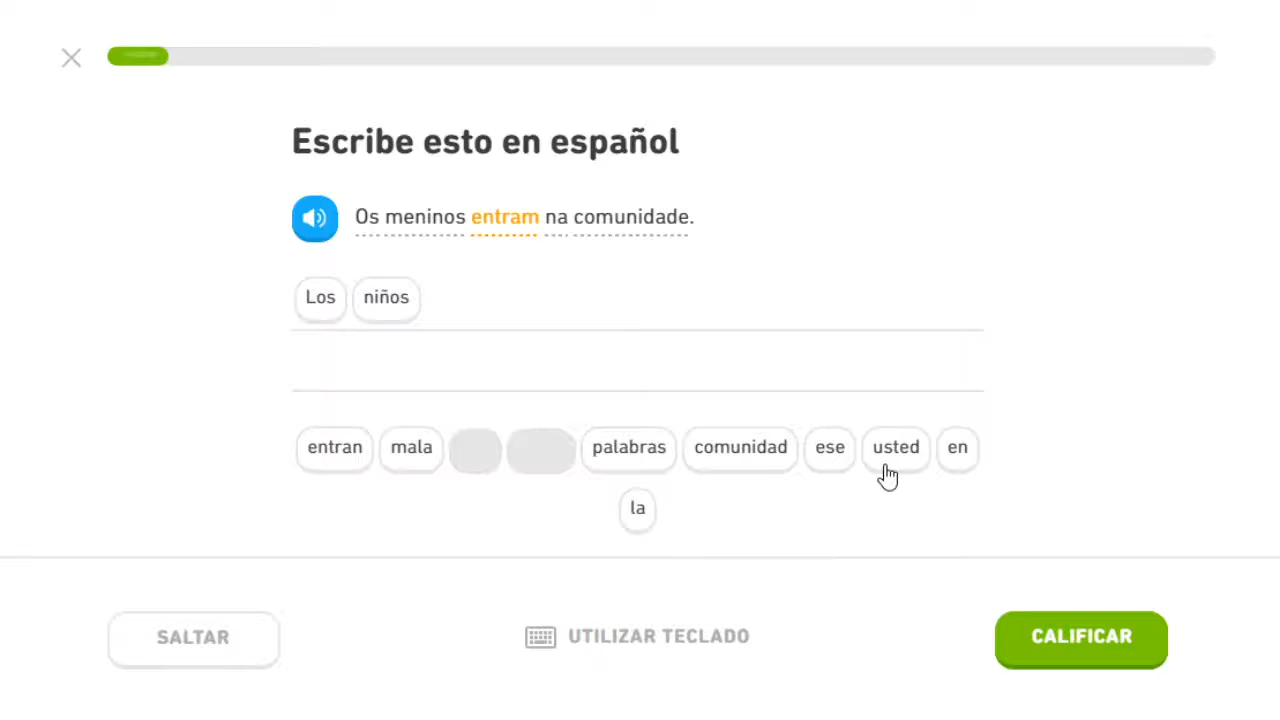 Escribe esto en español
Os meninos entram na comunidade.
Los niños
entran mala palabras comunidad ese usted en
la
SALTAR UTILIZAR TECLADO CALIFICAR